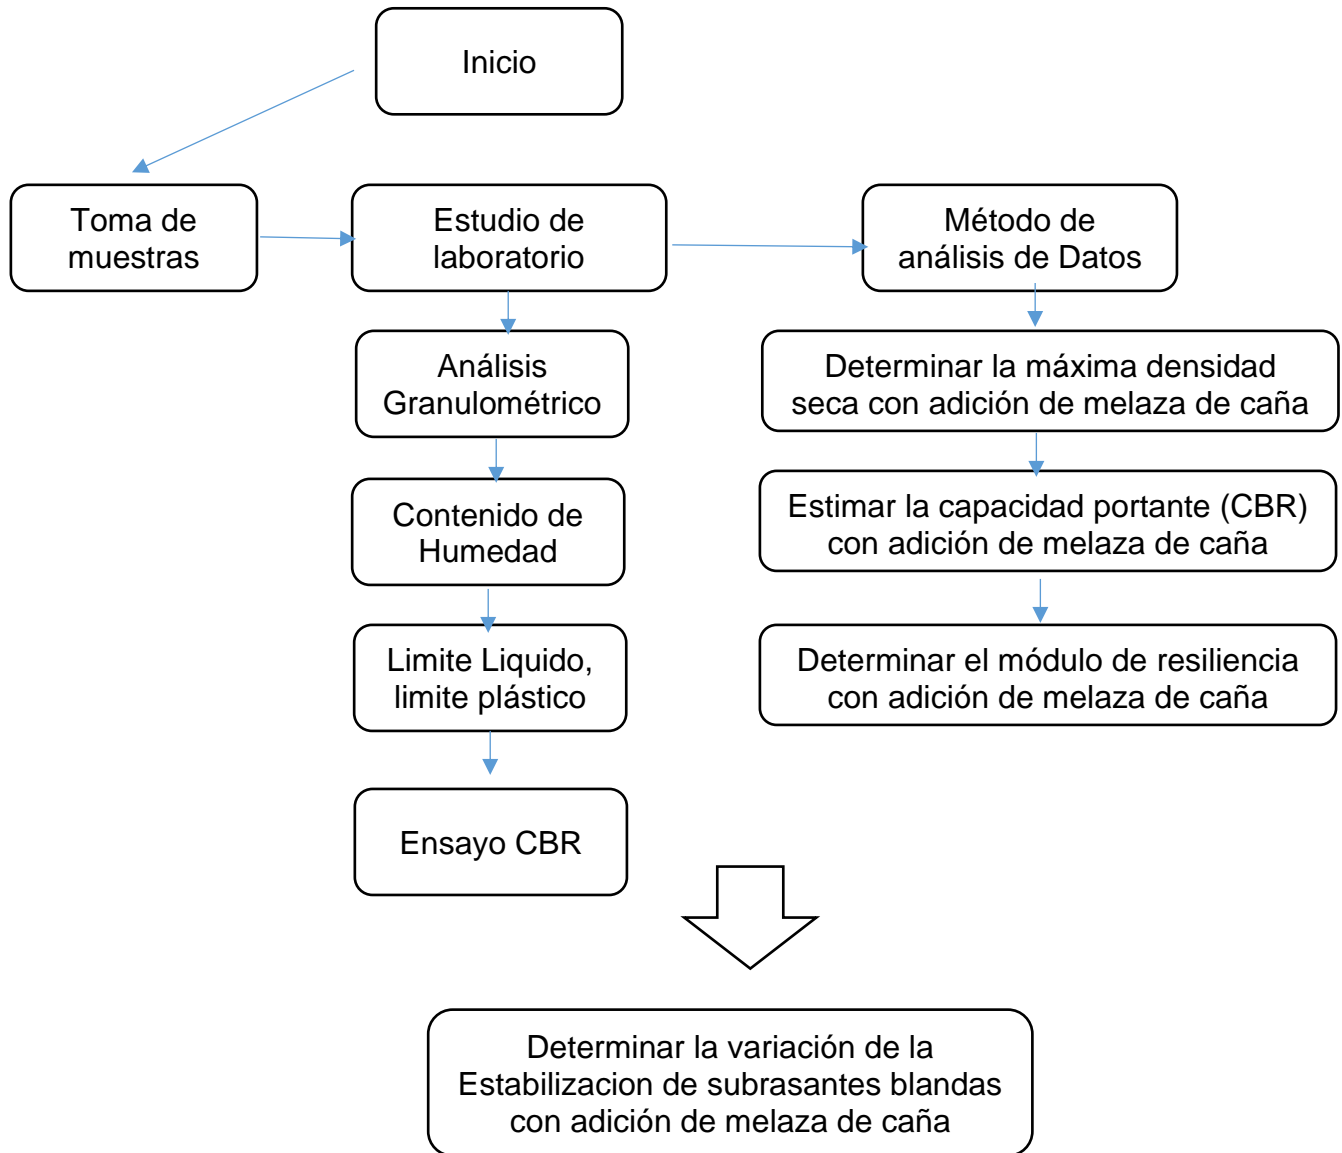 Inicio
Toma de
muestras
Estudio de
laboratorio
Método de
análisis de Datos
Análisis
Granulométrico
Contenido de
Humedad
Limite Liquido,
limite plástico
Ensayo CBR
Determinar la máxima densidad
seca con adición de melaza de caña
Estimar la capacidad portante (CBR)
con adición de melaza de caña
Determinar el módulo de resiliencia
con adición de melaza de caña
Determinar la variación de la
Estabilizacion de subrasantes blandas
con adición de melaza de caña